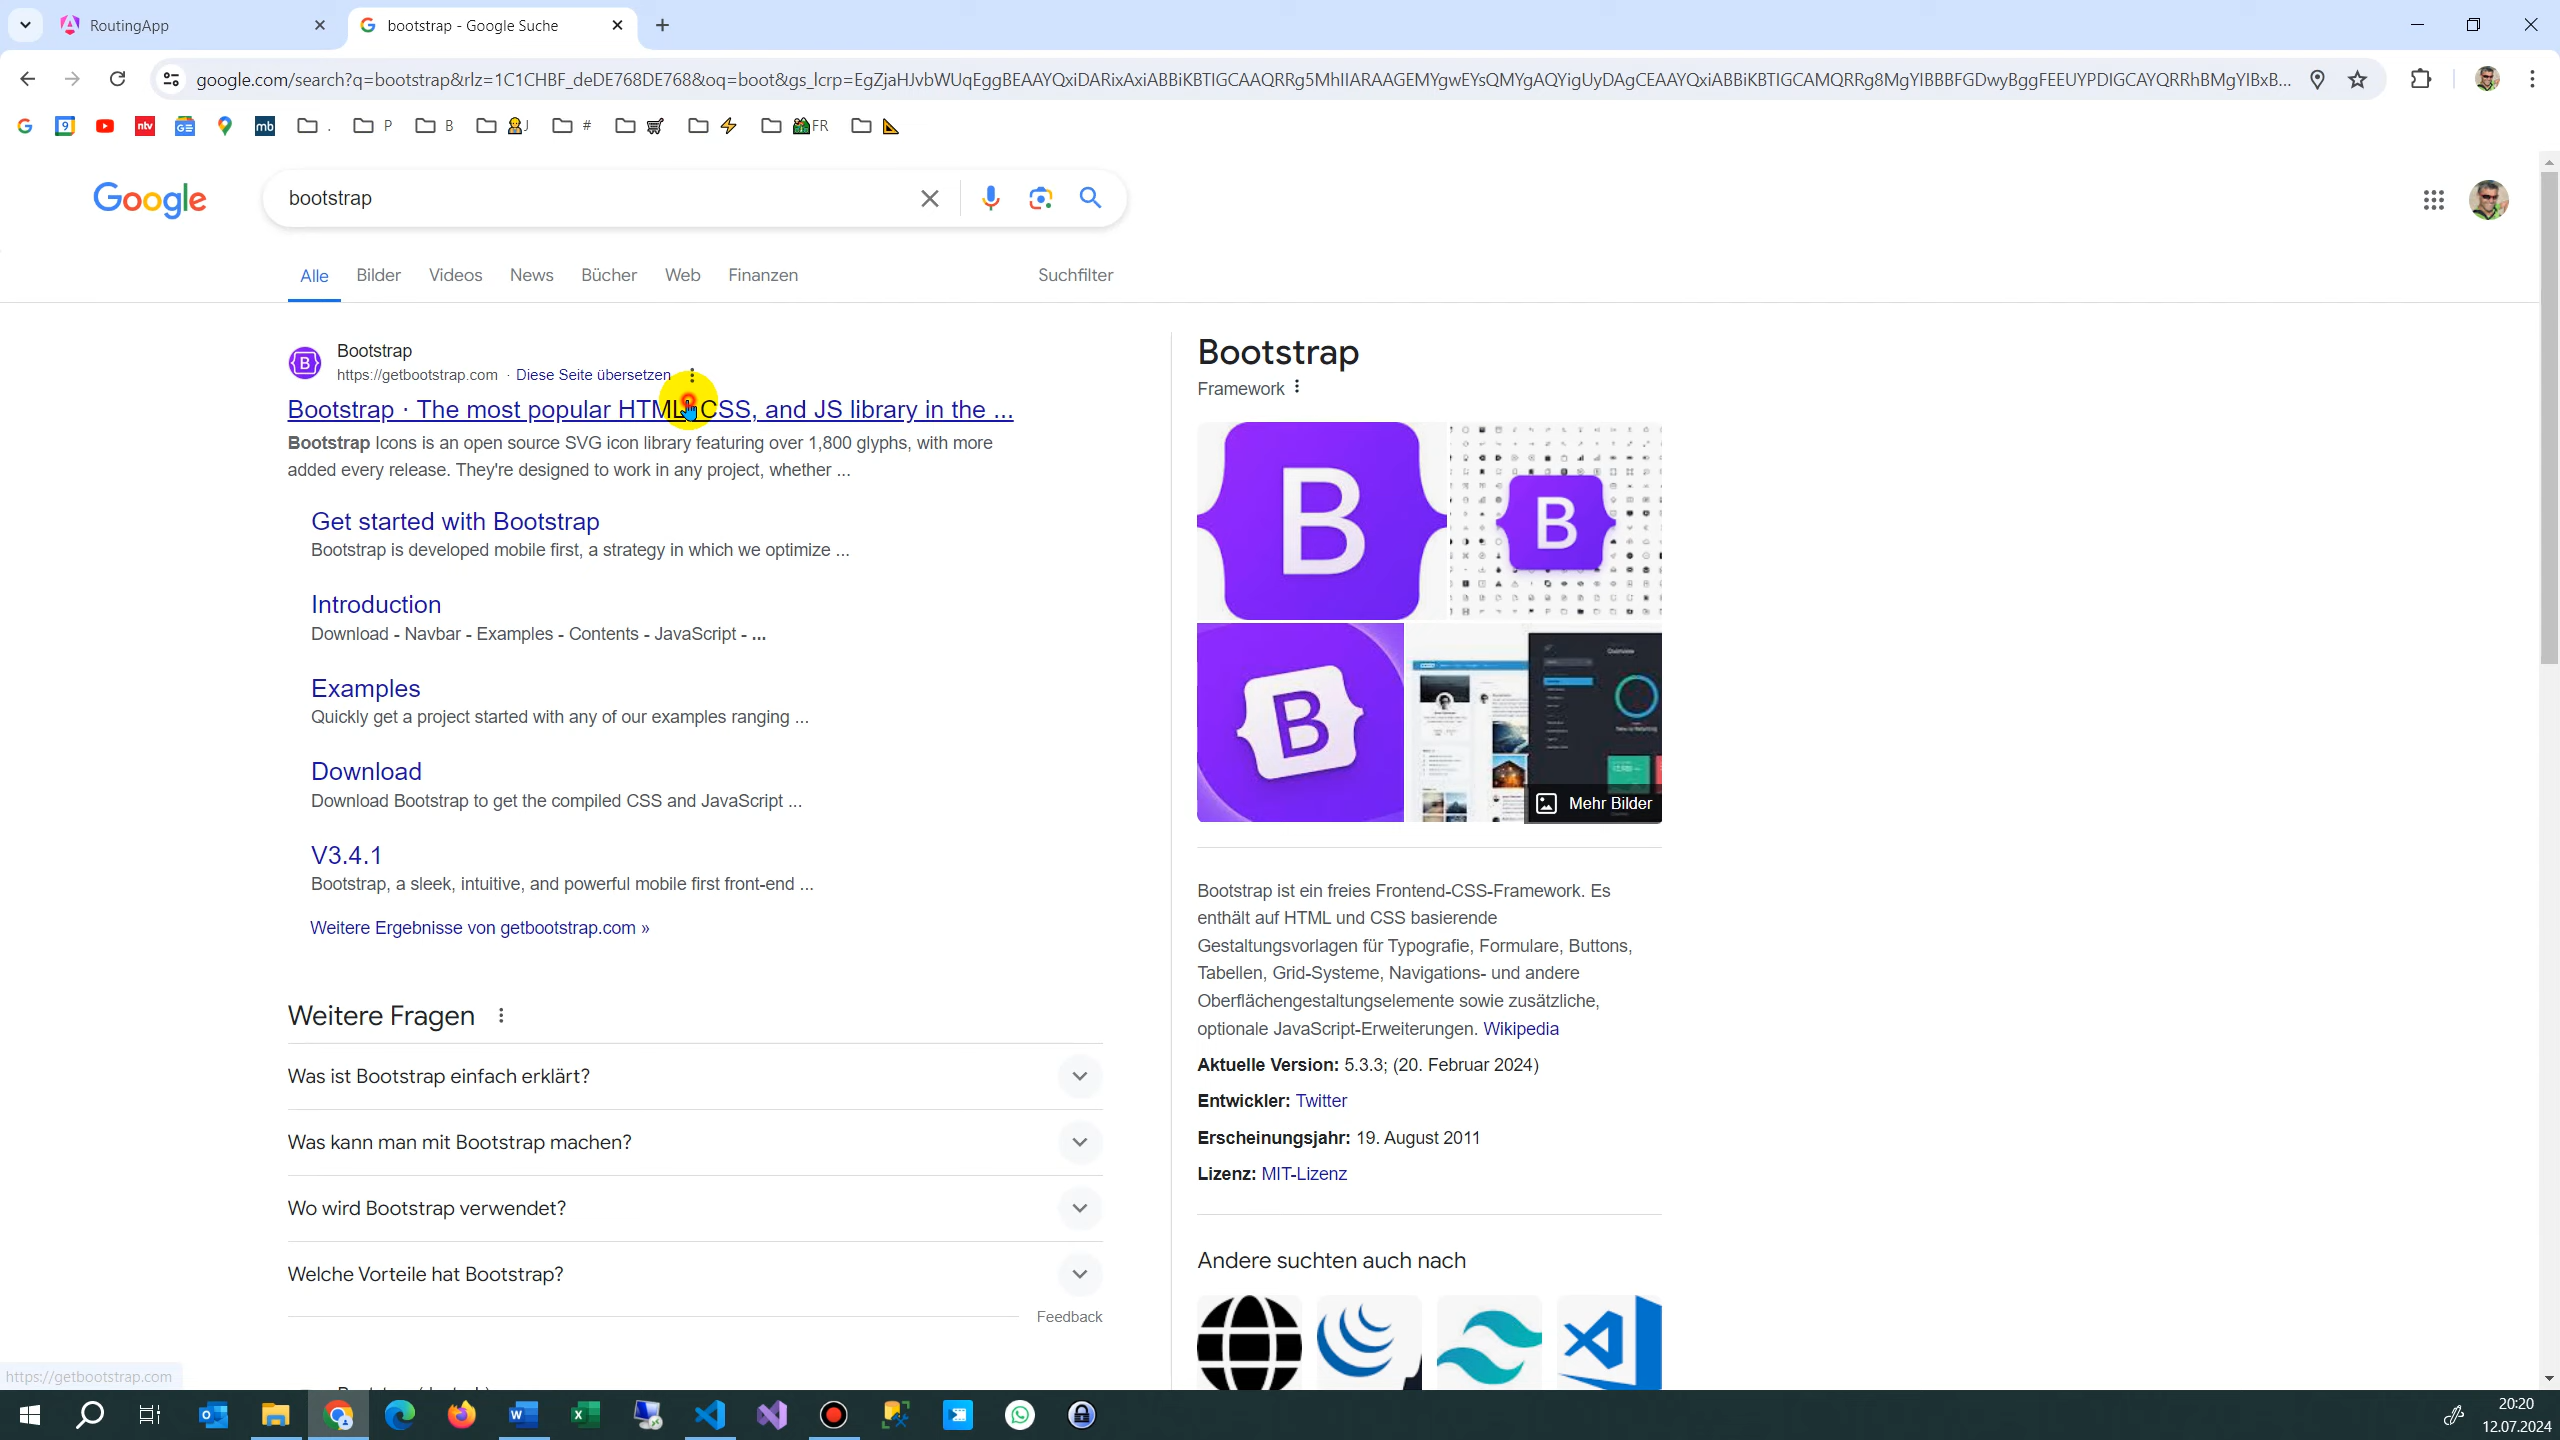 RoutingApp
bootstrap - Google Suche
google.com/search?q=bootstrap&rlz=1C1CHBF_deDE768DE768&oq=boot&gs_lcrp=EgZjaHJvbWUqEggBEAAYQxiDARixAxiABBiKBTIGCAAQRRg5MhIIARAAGEMYgwEYsQMYgAQYigUyDAgCEAAYQxiABBiKBTIGCAMQRRg8MgYIBBBFGDwyBggFEEUYPDIGCAYQRRhBMgYIBxB...
9
ntv
mb
.
P
B
J
#
FR
Google
bootstrap
Alle
Bilder
Videos
News
Bücher
Web
Finanzen
Suchfilter
Bootstrap
https://getbootstrap.com · Diese Seite übersetzen
Bootstrap · The most popular HTML, CSS, and JS library in the ...
Bootstrap Icons is an open source SVG icon library featuring over 1,800 glyphs, with more
added every release. They're designed to work in any project, whether ...
Get started with Bootstrap
Bootstrap is developed mobile first, a strategy in which we optimize ...
Introduction
Download - Navbar - Examples - Contents - JavaScript - ...
Examples
Quickly get a project started with any of our examples ranging ...
Download
Download Bootstrap to get the compiled CSS and JavaScript ...
V3.4.1
Bootstrap, a sleek, intuitive, and powerful mobile first front-end ...
Weitere Ergebnisse von getbootstrap.com »
Weitere Fragen
Was ist Bootstrap einfach erklärt?
Was kann man mit Bootstrap machen?
Wo wird Bootstrap verwendet?
Welche Vorteile hat Bootstrap?
Feedback
Bootstrap
Framework
B
B
B
Overview
Mehr Bilder
Bootstrap ist ein freies Frontend-CSS-Framework. Es
enthält auf HTML und CSS basierende
Gestaltungsvorlagen für Typografie, Formulare, Buttons,
Tabellen, Grid-Systeme, Navigations- und andere
Oberflächengestaltungselemente sowie zusätzliche,
optionale JavaScript-Erweiterungen. Wikipedia
Aktuelle Version: 5.3.3; (20. Februar 2024)
Entwickler: Twitter
Erscheinungsjahr: 19. August 2011
Lizenz: MIT-Lizenz
Andere suchten auch nach
https://getbootstrap.com
20:20
12.07.2024